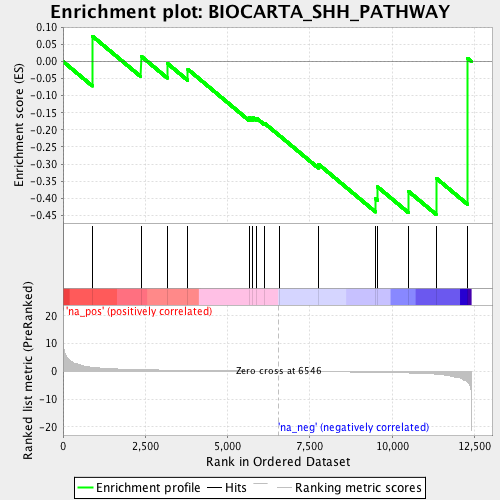 Enrichment plot: BIOCARTA_SHH_PATHWAY
Enrichment score (ES)
0.10
0.05
0.00
-0.05
-0.10
-0.15
-0.20
-0.25
-0.30
-0.35
-0.40
-0.45
'na_pos' (positively correlated)
Ranked list metric (PreRanked)
20
10
0
-10
-20
Zero cross at 6546
'na_neg' (negatively correlated)
0
2,500
5,000
7,500
10,000
12,500
Rank in Ordered Dataset
Enrichment profile
Hits
Ranking metric scores